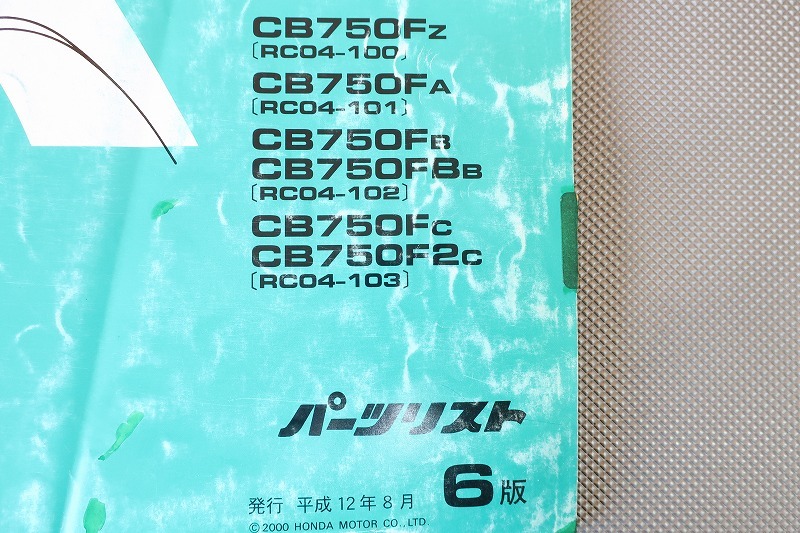 CB750FZ
〔RC04-100〕
CB750FA
〔RC04-101〕
CB750FB
CB750FBB
〔RC04-102〕
CB750FC
CB750F2C
〔RC04-103〕
パーツリスト
発行 平成12年8月 6版
©2000 HONDA MOTOR CO.,LTD.